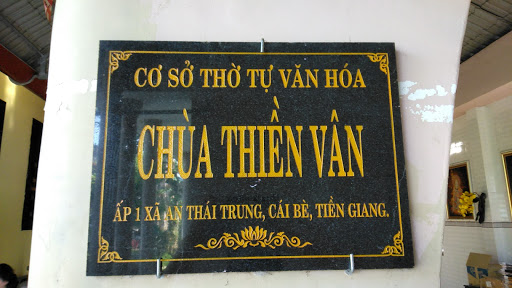 CƠ SỞ THỜ TỰ VĂN HÓA
CHÙA THIỀN VÂN
ẤP 1 XÃ AN THÁI TRUNG, CÁI BÈ, TIỀN GIANG.